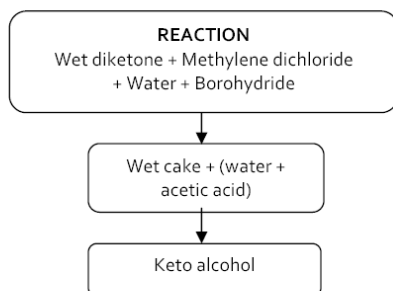 REACTION
Wet diketone + Methylene dichloride
+ Water + Borohydride
Wet cake + (water +
acetic acid)
Keto alcohol